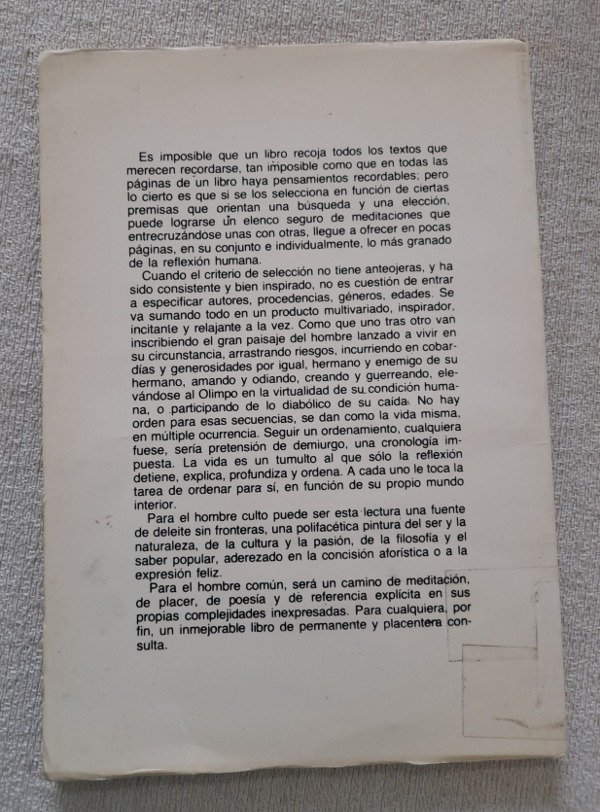 Es imposible que un libro recoja todos los textos que
merecen recordarse, tan imposible como que en todas las
páginas de un libro haya pensamientos recordables; pero
lo cierto es que si se los selecciona en función de ciertas
premisas que orientan una búsqueda y una elección,
puede lograrse un elenco seguro de meditaciones que
entrecruzándose unas con otras, llegue a ofrecer en pocas
páginas, en su conjunto e individualmente, lo más granado
de la reflexión humana.
Cuando el criterio de selección no tiene anteojeras, y ha
sido consistente y bien inspirado, no es cuestión de entrar
a especificar autores, procedencias, géneros, edades. Se
va sumando todo en un producto multivariado, inspirador,
incitante y relajante a la vez. Como que uno tras otro van
inscribiendo el gran paisaje del hombre lanzado a vivir en
su circunstancia, arrastrando riesgos, incurriendo en cobar-
días y generosidades por igual, hermano y enemigo de su
hermano, amando y odiando, creando y guerreando, ele-
vándose al Olimpo en la virtualidad de su condición huma-
na, o participando de lo diabólico de su caída. No hay
orden para esas secuencias, se dan como la vida misma,
en múltiple ocurrencia. Seguir un ordenamiento, cualquiera
fuese, sería pretensión de demiurgo, una cronología im-
puesta. La vida es un tumulto al que sólo la reflexión
detiene, explica, profundiza y ordena. A cada uno le toca la
tarea de ordenar para sí, en función de su propio mundo
interior.
Para el hombre culto puede ser esta lectura una fuente
de deleite sin fronteras, una polifacética pintura del ser y la
naturaleza, de la cultura y la pasión, de la filosofía y el
saber popular, aderezado en la concisión aforística o a la
expresión feliz.
Para el hombre común, será un camino de meditación,
de placer, de poesía y de referencia explícita en sus
propias complejidades inexpresadas. Para cualquiera, por
fin, un inmejorable libro de permanente y placentera con-
sulta.